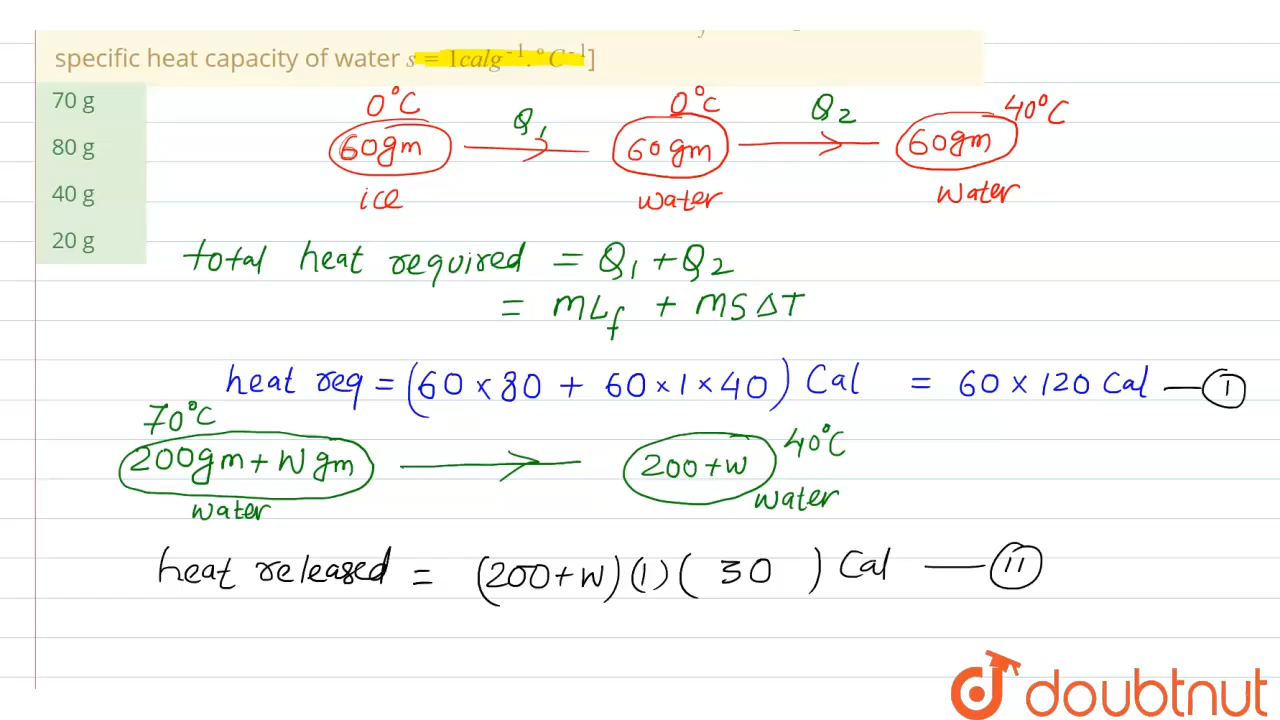 specific heat capacity of water s = 1calg⁻¹.°C⁻¹]
70 g
80 g
40 g
20 g
0°C Q₁ 0°C Q₂ 40°C
60gm 60gm 60gm
ice water water
total heat required = Q₁ + Q₂
= mLf + MSΔT
heat req = (60 × 80 + 60 × 1 × 40) Cal = 60 × 120 Cal — I
70°C 40°C
200gm + W gm 200 + W
water water
heat released = (200 + W) (1) ( 30 ) Cal — II
doubtnut